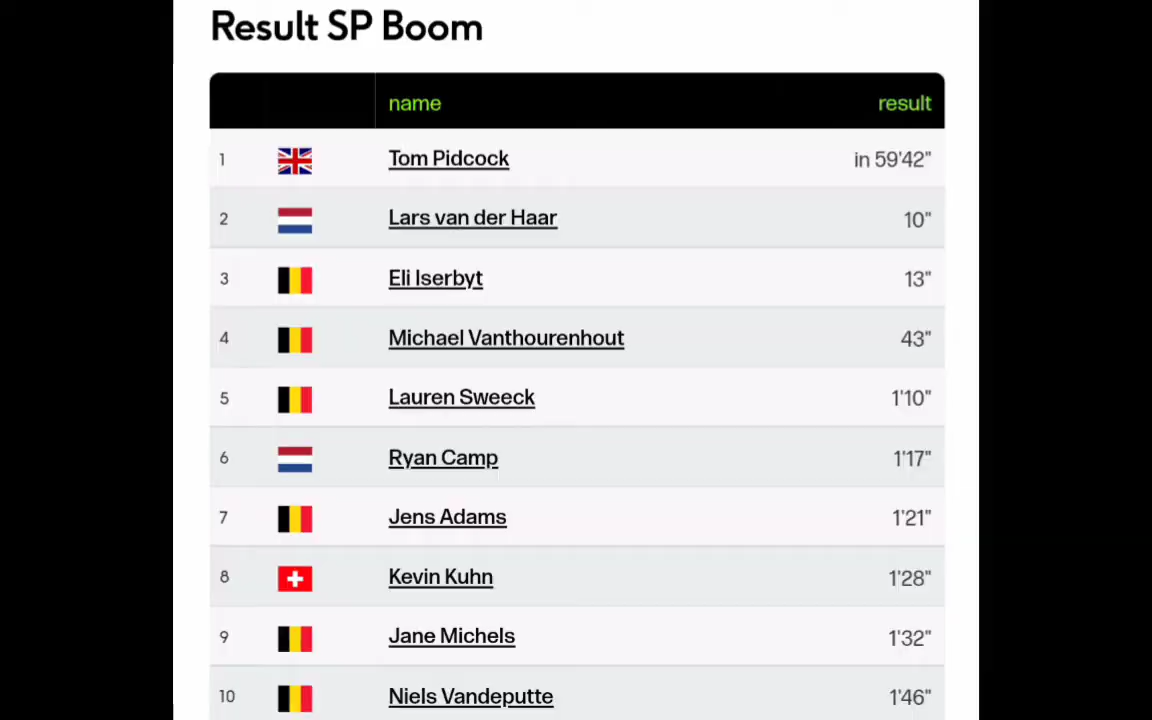 Result SP Boom
name result
1 Tom Pidcock in 59'42"
2 Lars van der Haar 10"
3 Eli Iserbyt 13"
4 Michael Vanthourenhout 43"
5 Lauren Sweeck 1'10"
6 Ryan Camp 1'17"
7 Jens Adams 1'21"
8 Kevin Kuhn 1'28"
9 Jane Michels 1'32"
10 Niels Vandeputte 1'46"